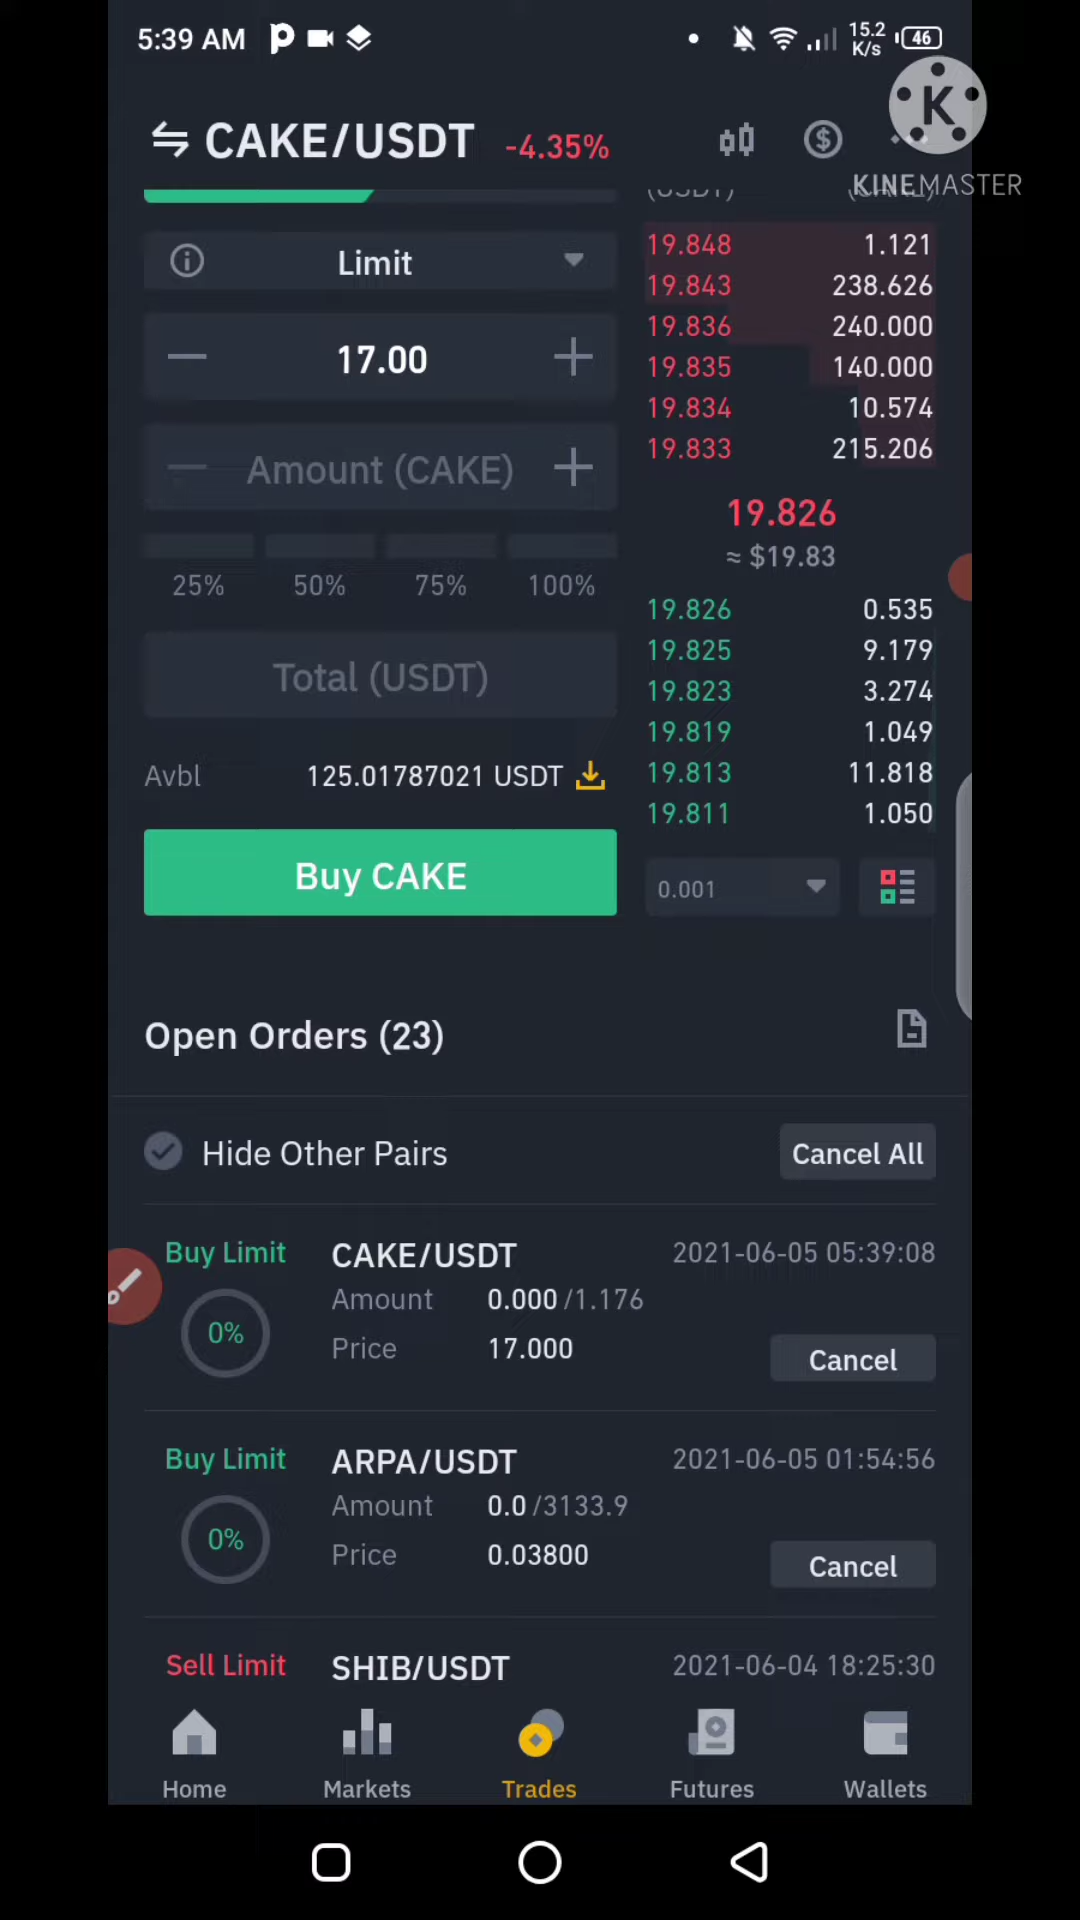 5:39 AM
15.2 K/s
46
CAKE/USDT -4.35%
K
KINEMASTER
(USDT)
(CAKE)
Limit
17.00
Amount (CAKE)
25% 50% 75% 100%
Total (USDT)
Avbl 125.01787021 USDT
Buy CAKE
19.848 1.121
19.843 238.626
19.836 240.000
19.835 140.000
19.834 10.574
19.833 215.206
19.826
≈ $19.83
19.826 0.535
19.825 9.179
19.823 3.274
19.819 1.049
19.813 11.818
19.811 1.050
0.001
Open Orders (23)
Hide Other Pairs
Cancel All
Buy Limit CAKE/USDT 2021-06-05 05:39:08
Amount 0.000 /1.176
0%
Price 17.000
Cancel
Buy Limit ARPA/USDT 2021-06-05 01:54:56
Amount 0.0 /3133.9
0%
Price 0.03800
Cancel
Sell Limit SHIB/USDT 2021-06-04 18:25:30
Home Markets Trades Futures Wallets